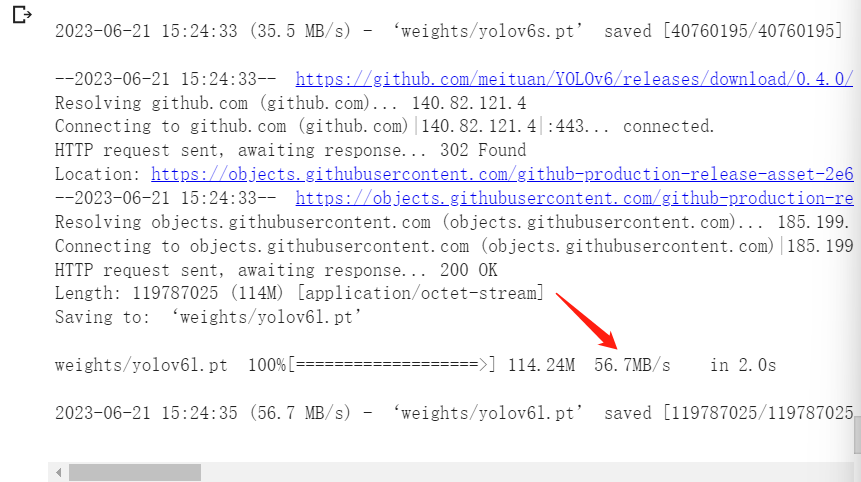 2023-06-21 15:24:33 (35.5 MB/s) - ‘weights/yolov6s.pt’ saved [40760195/40760195]
--2023-06-21 15:24:33-- https://github.com/meituan/YOLOv6/releases/download/0.4.0/
Resolving github.com (github.com)... 140.82.121.4
Connecting to github.com (github.com)|140.82.121.4|:443... connected.
HTTP request sent, awaiting response... 302 Found
Location: https://objects.githubusercontent.com/github-production-release-asset-2e6
--2023-06-21 15:24:33-- https://objects.githubusercontent.com/github-production-re
Resolving objects.githubusercontent.com (objects.githubusercontent.com)... 185.199.
Connecting to objects.githubusercontent.com (objects.githubusercontent.com)|185.199
HTTP request sent, awaiting response... 200 OK
Length: 119787025 (114M) [application/octet-stream]
Saving to: ‘weights/yolov6l.pt’
weights/yolov6l.pt 100%[===================>] 114.24M 56.7MB/s in 2.0s
2023-06-21 15:24:35 (56.7 MB/s) - ‘weights/yolov6l.pt’ saved [119787025/119787025